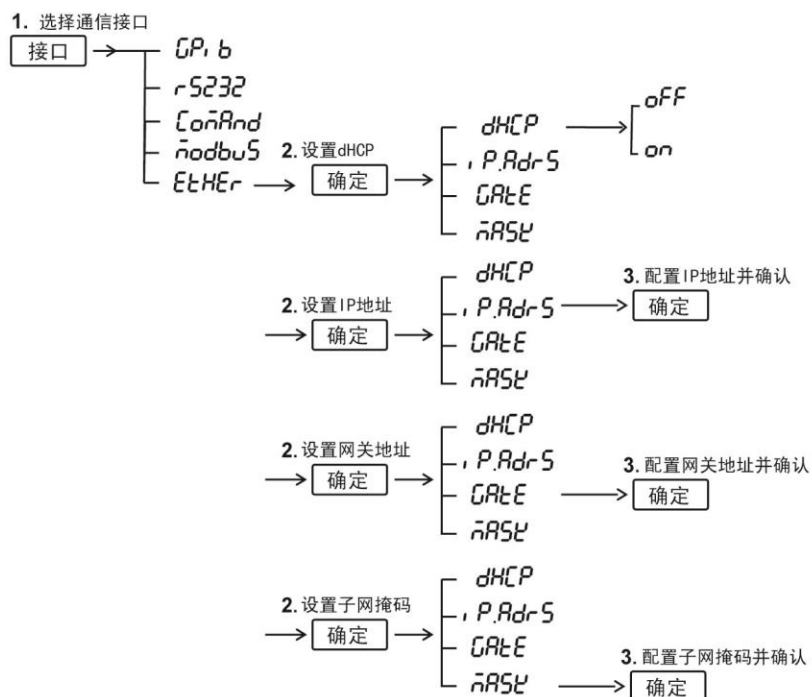 1. 选择通信接口
接口
GPib
rS232
ComAnd
modbuS
EtHEr
2. 设置dHCP
确定
dHCP
iP.AdrS
GAtE
mASK
oFF
on
2. 设置IP地址
确定
dHCP
iP.AdrS
GAtE
mASK
3. 配置IP地址并确认
确定
2. 设置网关地址
确定
dHCP
iP.AdrS
GAtE
mASK
3. 配置网关地址并确认
确定
2. 设置子网掩码
确定
dHCP
iP.AdrS
GAtE
mASK
3. 配置子网掩码并确认
确定